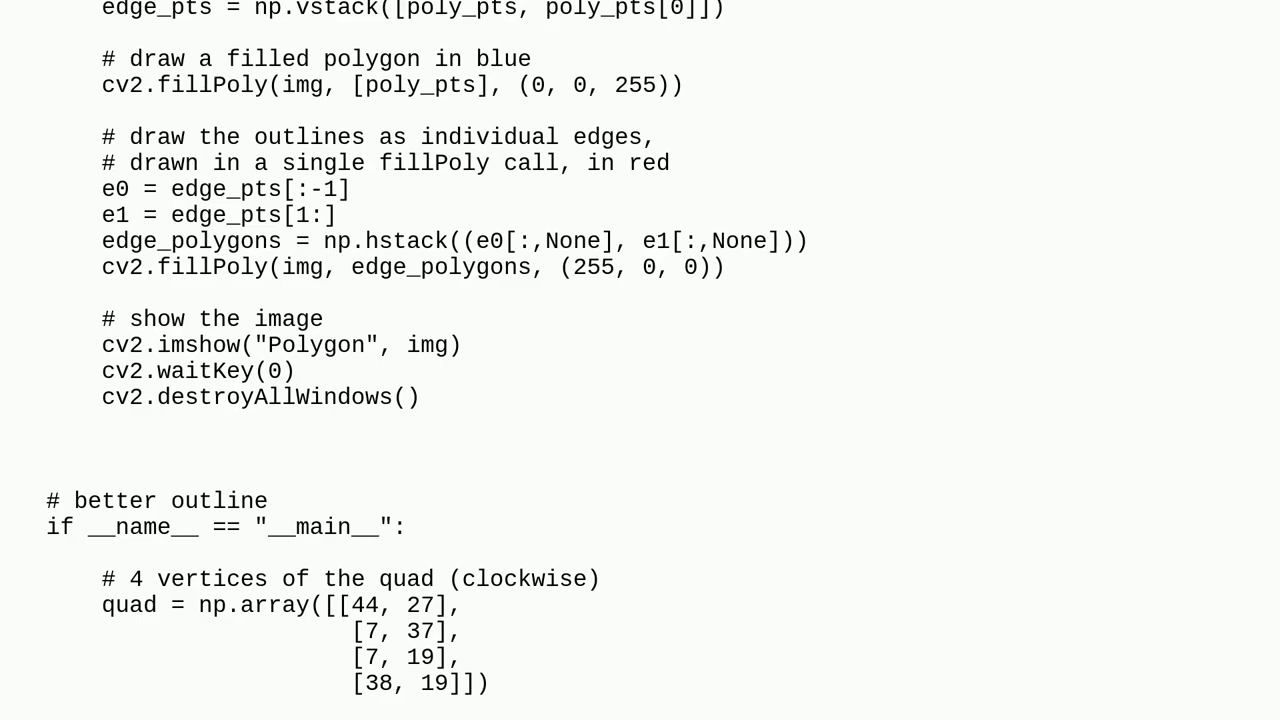 edge_pts = np.vstack([poly_pts, poly_pts[0]])
# draw a filled polygon in blue
cv2.fillPoly(img, [poly_pts], (0, 0, 255))
# draw the outlines as individual edges,
# drawn in a single fillPoly call, in red
e0 = edge_pts[:-1]
e1 = edge_pts[1:]
edge_polygons = np.hstack((e0[:,None], e1[:,None]))
cv2.fillPoly(img, edge_polygons, (255, 0, 0))
# show the image
cv2.imshow("Polygon", img)
cv2.waitKey(0)
cv2.destroyAllWindows()
# better outline
if __name__ == "__main__":
# 4 vertices of the quad (clockwise)
quad = np.array([[44, 27],
[7, 37],
[7, 19],
[38, 19]])